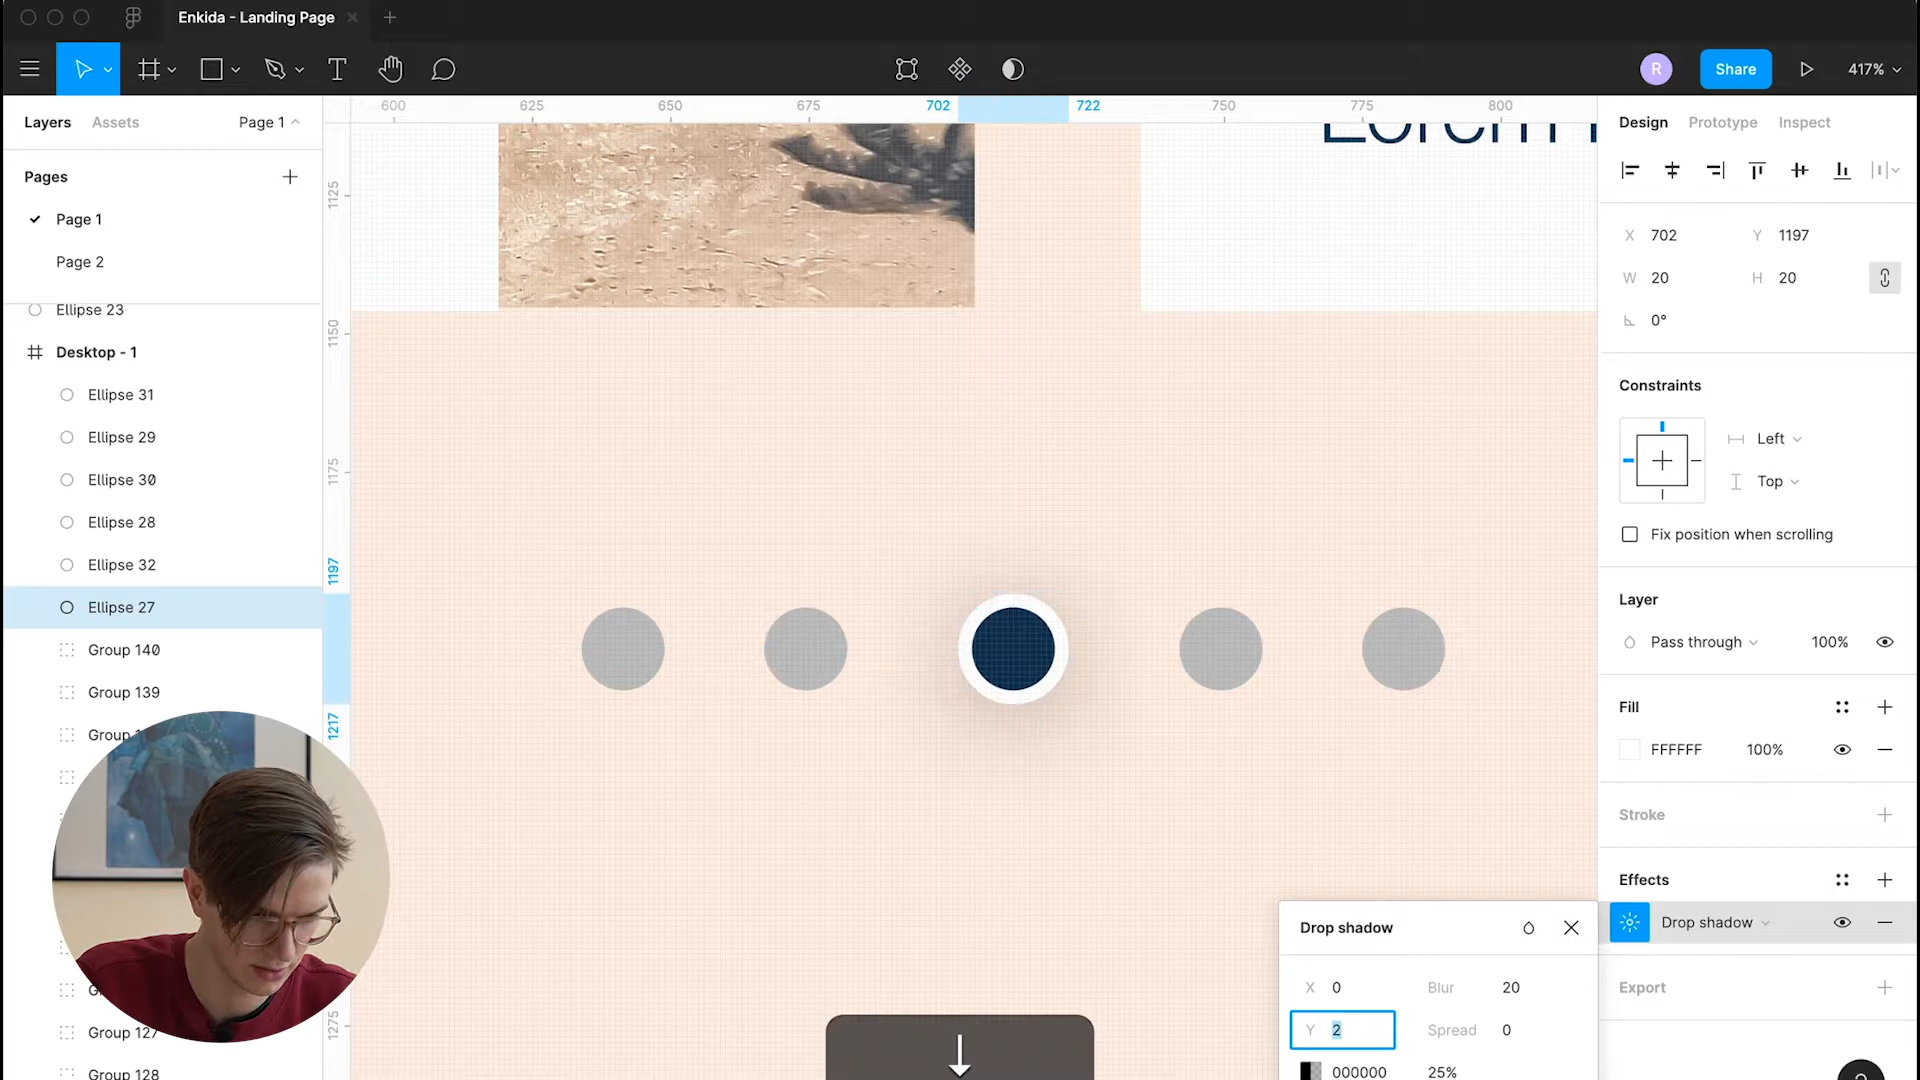 Enkida - Landing Page
R
Share
417%
Layers
Assets
Page 1
600
625
650
675
702
722
750
775
800
Design
Prototype
Inspect
Pages
Page 1
Page 2
Ellipse 23
Desktop - 1
Ellipse 31
Ellipse 29
Ellipse 30
Ellipse 28
Ellipse 32
Ellipse 27
Group 140
Group 139
Group 127
Group 128
1125
1150
1175
1197
1217
1275
X 702
Y 1197
W 20
H 20
0°
Constraints
Left
Top
Fix position when scrolling
Layer
Pass through
100%
Fill
FFFFFF
100%
Stroke
Effects
Drop shadow
Export
Drop shadow
X 0
Blur 20
Y 2
Spread 0
000000
25%